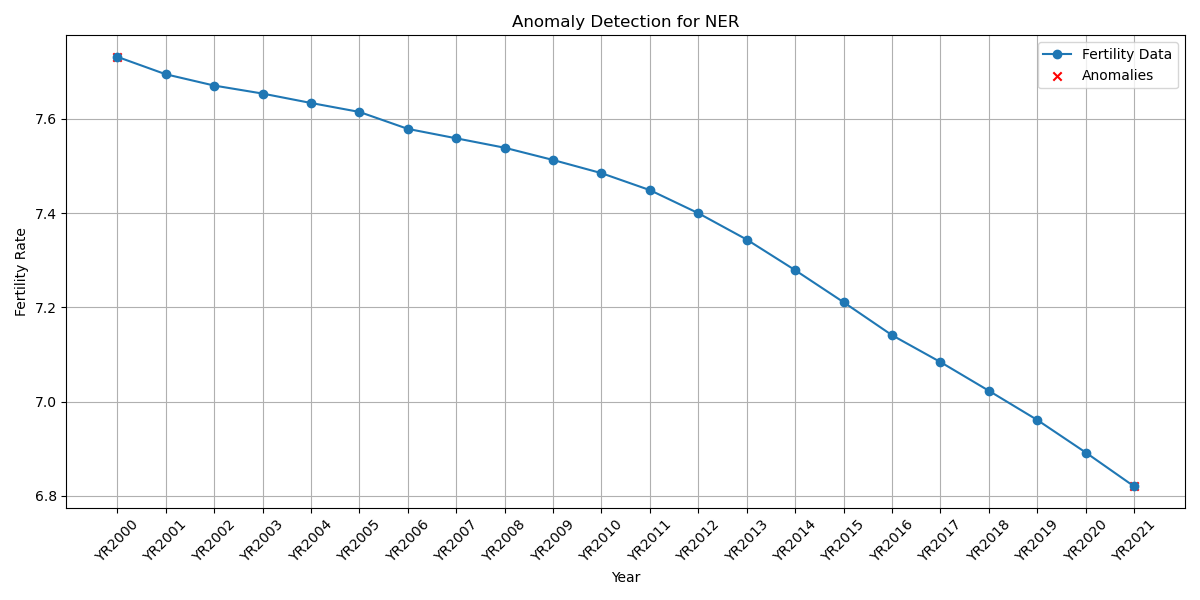 Anomaly Detection for NER
Fertility Data
Anomalies
Fertility Rate
7.6
7.4
7.2
7.0
6.8
YR2000
YR2001
YR2002
YR2003
YR2004
YR2005
YR2006
YR2007
YR2008
YR2009
YR2010
YR2011
YR2012
YR2013
YR2014
YR2015
YR2016
YR2017
YR2018
YR2019
YR2020
YR2021
Year